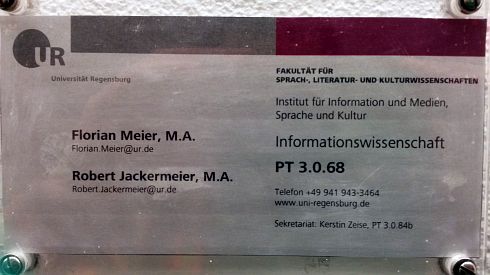 UR
Universität Regensburg
FAKULTÄT FÜR
SPRACH-, LITERATUR- UND KULTURWISSENSCHAFTEN
Institut für Information und Medien,
Sprache und Kultur
Florian Meier, M.A.
Florian.Meier@ur.de
Robert Jackermeier, M.A.
Robert.Jackermeier@ur.de
Informationswissenschaft
PT 3.0.68
Telefon +49 941 943-3464
www.uni-regensburg.de
Sekretariat: Kerstin Zeise, PT 3.0.84b